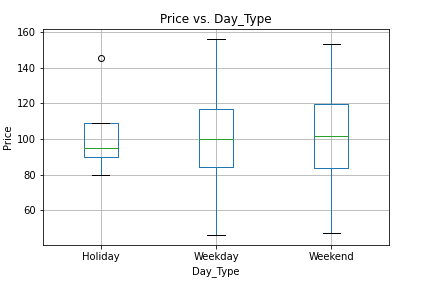 Price vs. Day_Type
160
140
120
100
80
60
Price
Holiday
Weekday
Weekend
Day_Type